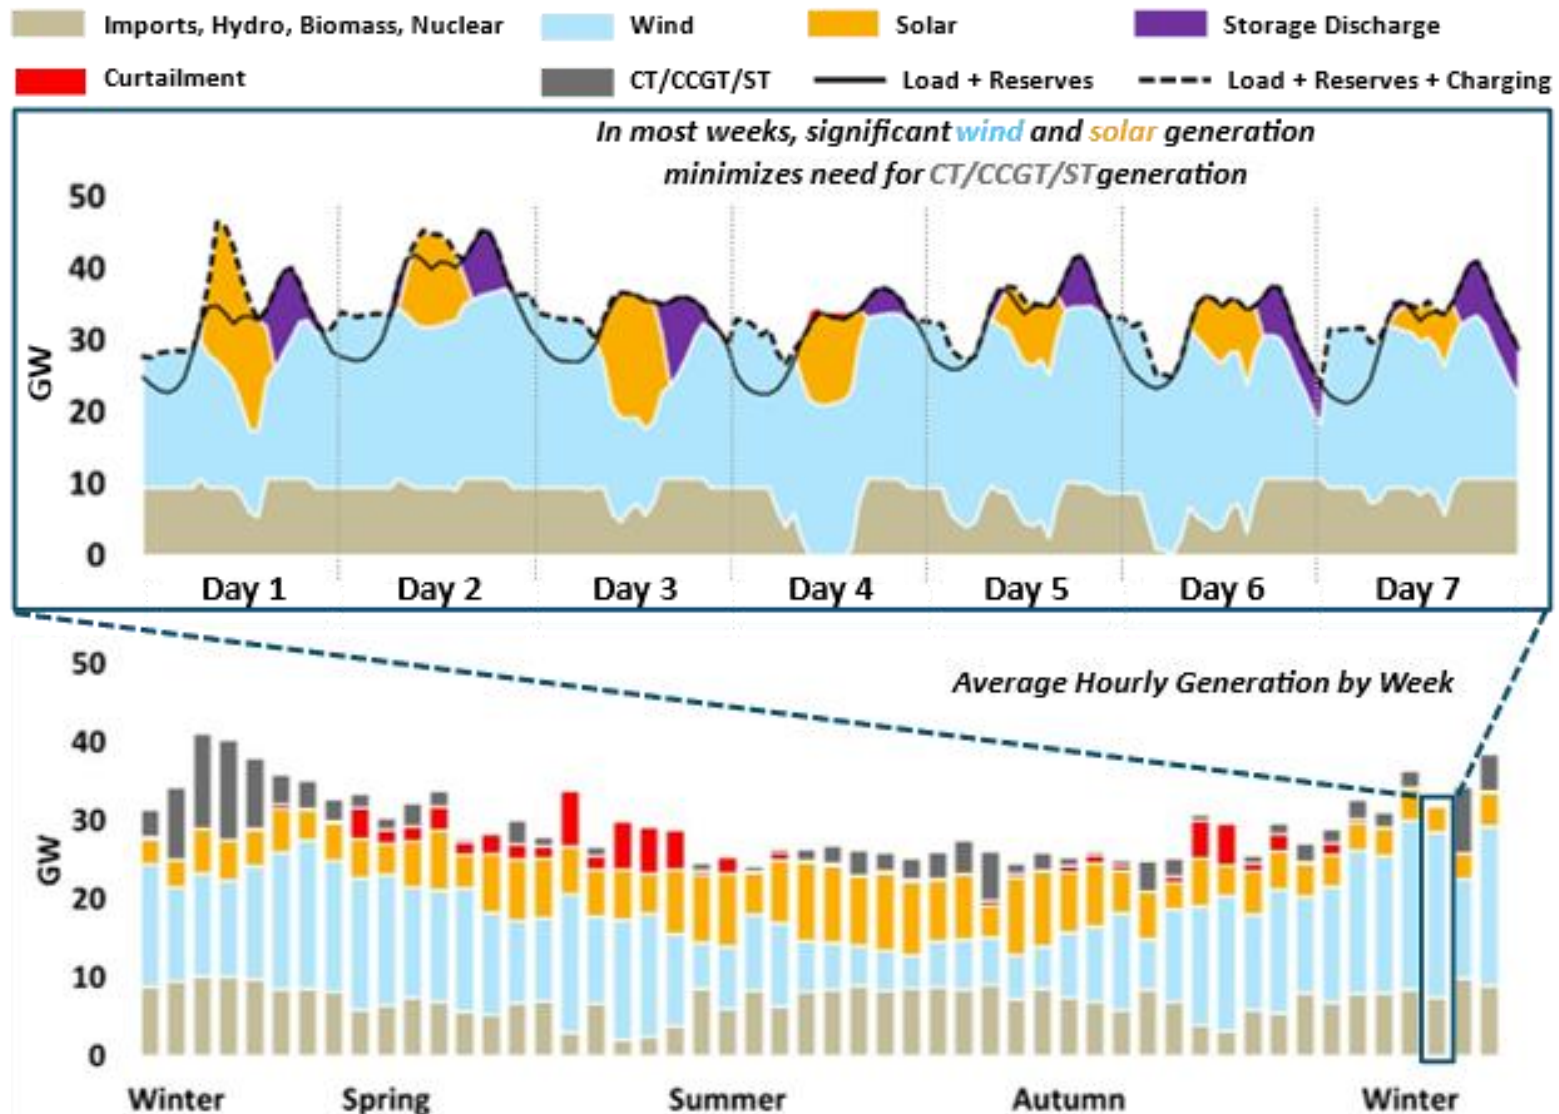 Imports, Hydro, Biomass, Nuclear Wind Solar Storage Discharge
Curtailment CT/CCGT/ST Load + Reserves Load + Reserves + Charging
In most weeks, significant wind and solar generation
minimizes need for CT/CCGT/ST generation
50
40
30
GW
20
10
0
Day 1 Day 2 Day 3 Day 4 Day 5 Day 6 Day 7
50
Average Hourly Generation by Week
40
30
GW
20
10
0
Winter Spring Summer Autumn Winter